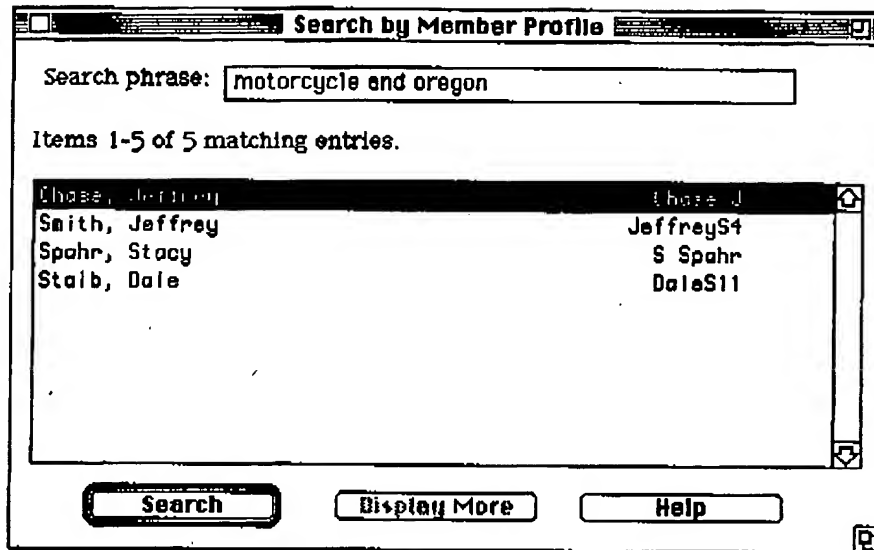 Search by Member Profile
Search phrase: motorcycle and oregon
Items 1-5 of 5 matching entries.
Chase, Jeffrey Chase J
Smith, Jeffrey JeffreyS4
Spahr, Stacy S Spahr
Staib, Dale DaleS11
Search Display More Help